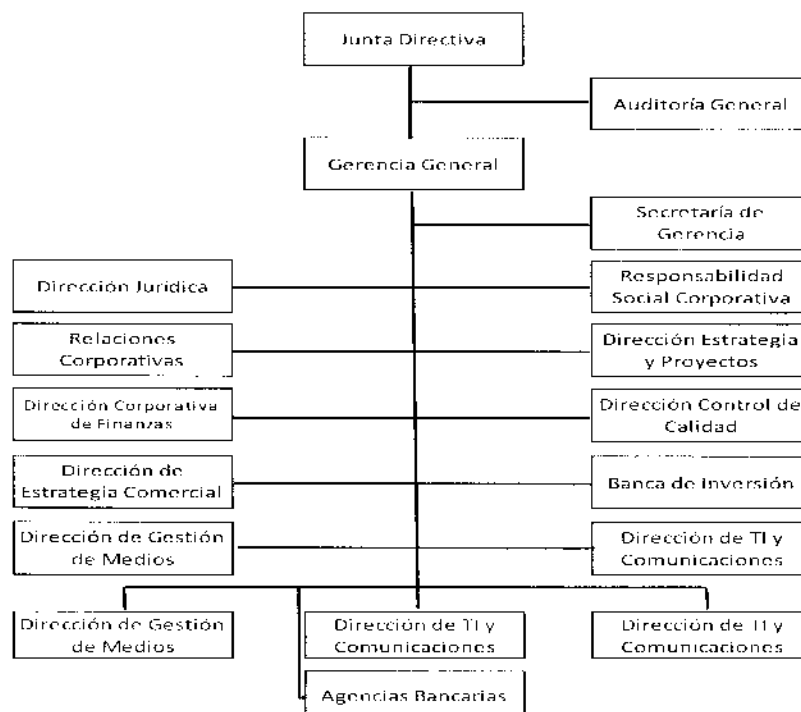 Junta Directiva
Auditoría General
Gerencia General
Secretaría de
Gerencia
Dirección Jurídica
Responsabilidad
Social Corporativa
Relaciones
Corporativas
Dirección Estrategia
y Proyectos
Dirección Corporativa
de Finanzas
Dirección Control de
Calidad
Dirección de
Estrategia Comercial
Banca de Inversión
Dirección de Gestión
de Medios
Dirección de TI y
Comunicaciones
Dirección de Gestión
de Medios
Dirección de TI y
Comunicaciones
Dirección de TI y
Comunicaciones
Agencias Bancarias